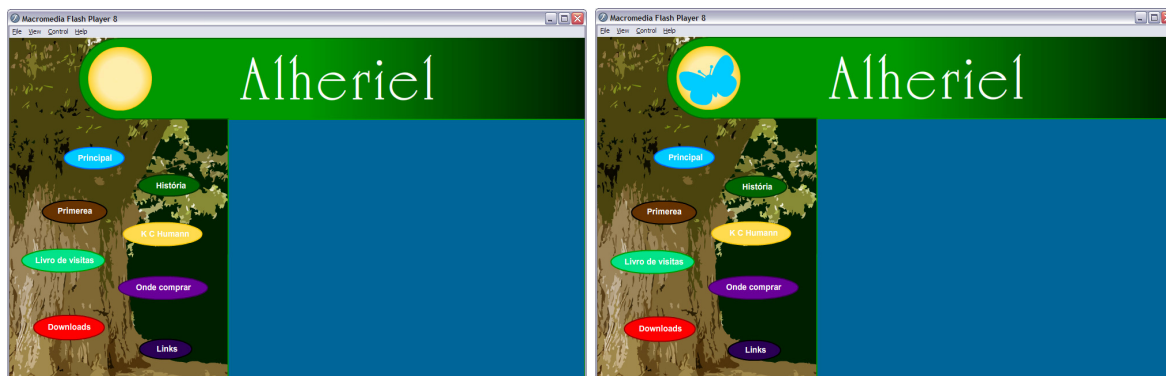 Macromedia Flash Player 8
File View Control Help
Alheriel
Principal
História
Primerea
K C Humann
Livro de visitas
Onde comprar
Downloads
Links
Macromedia Flash Player 8
File View Control Help
Alheriel
Principal
História
Primerea
K C Humann
Livro de visitas
Onde comprar
Downloads
Links